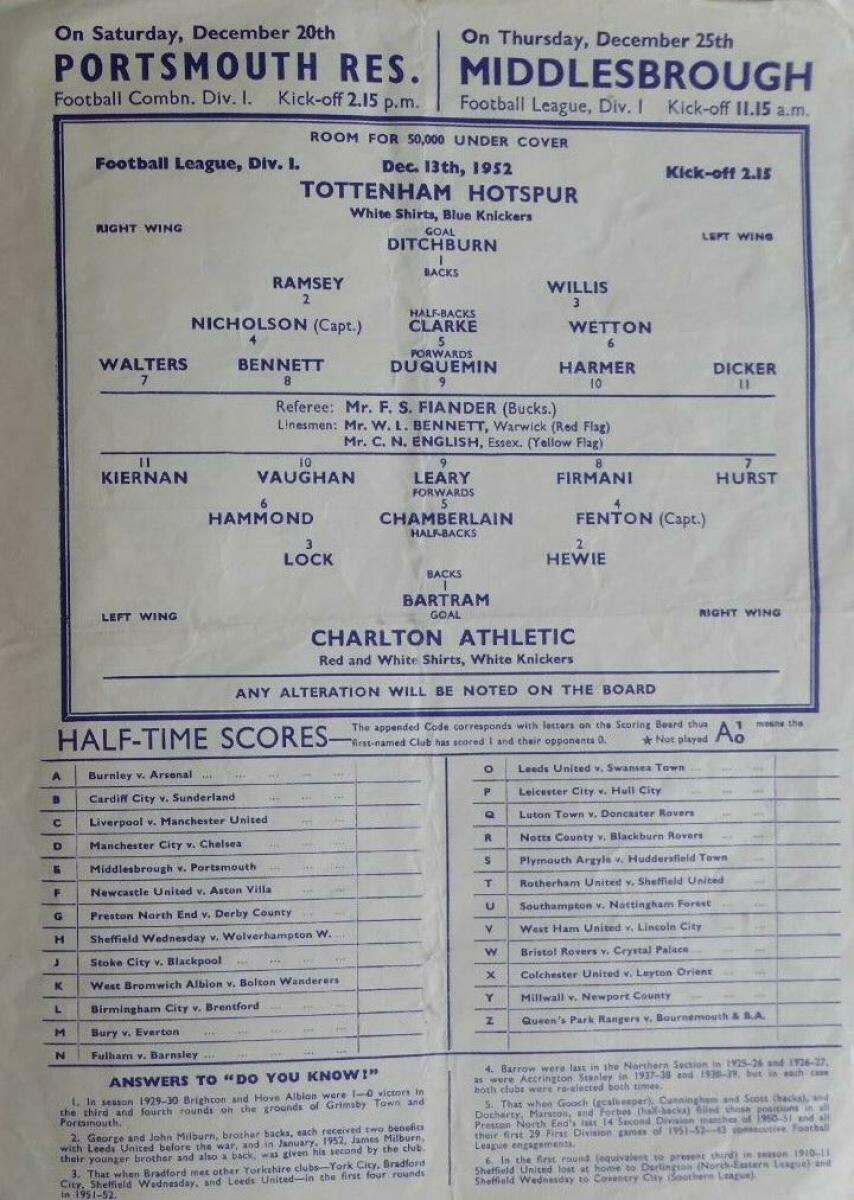 On Saturday, December 20th
PORTSMOUTH RES.
Football Combn. Div. I. Kick-off 2.15 p.m.
On Thursday, December 25th
MIDDLESBROUGH
Football League, Div. I Kick-off 11.15 a.m.
ROOM FOR 50,000 UNDER COVER
Football League, Div. I. Dec. 13th, 1952 Kick-off 2.15
TOTTENHAM HOTSPUR
White Shirts, Blue Knickers
RIGHT WING GOAL LEFT WING
DITCHBURN
1
BACKS
RAMSEY WILLIS
2 3
HALF-BACKS
NICHOLSON (Capt.) CLARKE WETTON
4 5 6
FORWARDS
WALTERS BENNETT DUQUEMIN HARMER DICKER
7 8 9 10 11
Referee: Mr. F. S. FIANDER (Bucks.)
Linesmen: Mr. W. L. BENNETT, Warwick (Red Flag)
Mr. C. N. ENGLISH, Essex. (Yellow Flag)
11 10 9 8 7
KIERNAN VAUGHAN LEARY FIRMANI HURST
FORWARDS
6 5 4
HAMMOND CHAMBERLAIN FENTON (Capt.)
HALF-BACKS
3 2
LOCK HEWIE
BACKS
1
BARTRAM
LEFT WING GOAL RIGHT WING
CHARLTON ATHLETIC
Red and White Shirts, White Knickers
ANY ALTERATION WILL BE NOTED ON THE BOARD
HALF-TIME SCORES—
The appended Code corresponds with letters on the Scoring Board thus A 1 0 means the
first-named Club has scored 1 and their opponents 0. ★ Not played
A Burnley v. Arsenal ... ... ... ...
B Cardiff City v. Sunderland ... ... ...
C Liverpool v. Manchester United ... ...
D Manchester City v. Chelsea ... ...
E Middlesbrough v. Portsmouth ... ...
F Newcastle United v. Aston Villa ... ...
G Preston North End v. Derby County ... ...
H Sheffield Wednesday v. Wolverhampton W. ...
J Stoke City v. Blackpool ... ... ...
K West Bromwich Albion v. Bolton Wanderers
L Birmingham City v. Brentford ... ...
M Bury v. Everton ... ... ... ...
N Fulham v. Barnsley ... ... ... ...
O Leeds United v. Swansea Town ... ...
P Leicester City v. Hull City ... ...
Q Luton Town v. Doncaster Rovers ... ...
R Notts County v. Blackburn Rovers ... ...
S Plymouth Argyle v. Huddersfield Town ...
T Rotherham United v. Sheffield United ...
U Southampton v. Nottingham Forest ... ...
V West Ham United v. Lincoln City ...
W Bristol Rovers v. Crystal Palace ... ...
X Colchester United v. Leyton Orient ... ...
Y Millwall v. Newport County ... ...
Z Queen's Park Rangers v. Bournemouth & B.A.
ANSWERS TO "DO YOU KNOW?"
1. In season 1929-30 Brighton and Hove Albion were 1—0 victors in
the third and fourth rounds on the grounds of Grimsby Town and
Portsmouth.
2. George and John Milburn, brother backs, each received two benefits
with Leeds United before the war, and in January, 1952, James Milburn,
their younger brother and also a back, was given his second by the club.
3. That when Bradford met other Yorkshire clubs—York City, Bradford
City, Sheffield Wednesday, and Leeds United—in the first four rounds
in 1951-52.
4. Barrow were last in the Northern Section in 1925-26 and 1926-27,
as were Accrington Stanley in 1937-38 and 1938-39, but in each case
both clubs were re-elected both times.
5. That when Gooch (goalkeeper), Cunningham and Scott (backs), and
Docherty, Marston, and Forbes (half-backs) filled those positions in all
Preston North End's last 14 Second Division matches of 1950-51 and all
their first 29 First Division games of 1951-52—43 consecutive Football
League engagements.
6. In the first round (equivalent to present third) in season 1910-11
Sheffield United lost at home to Darlington (North-Eastern League) and
Sheffield Wednesday to Coventry City (Southern League).